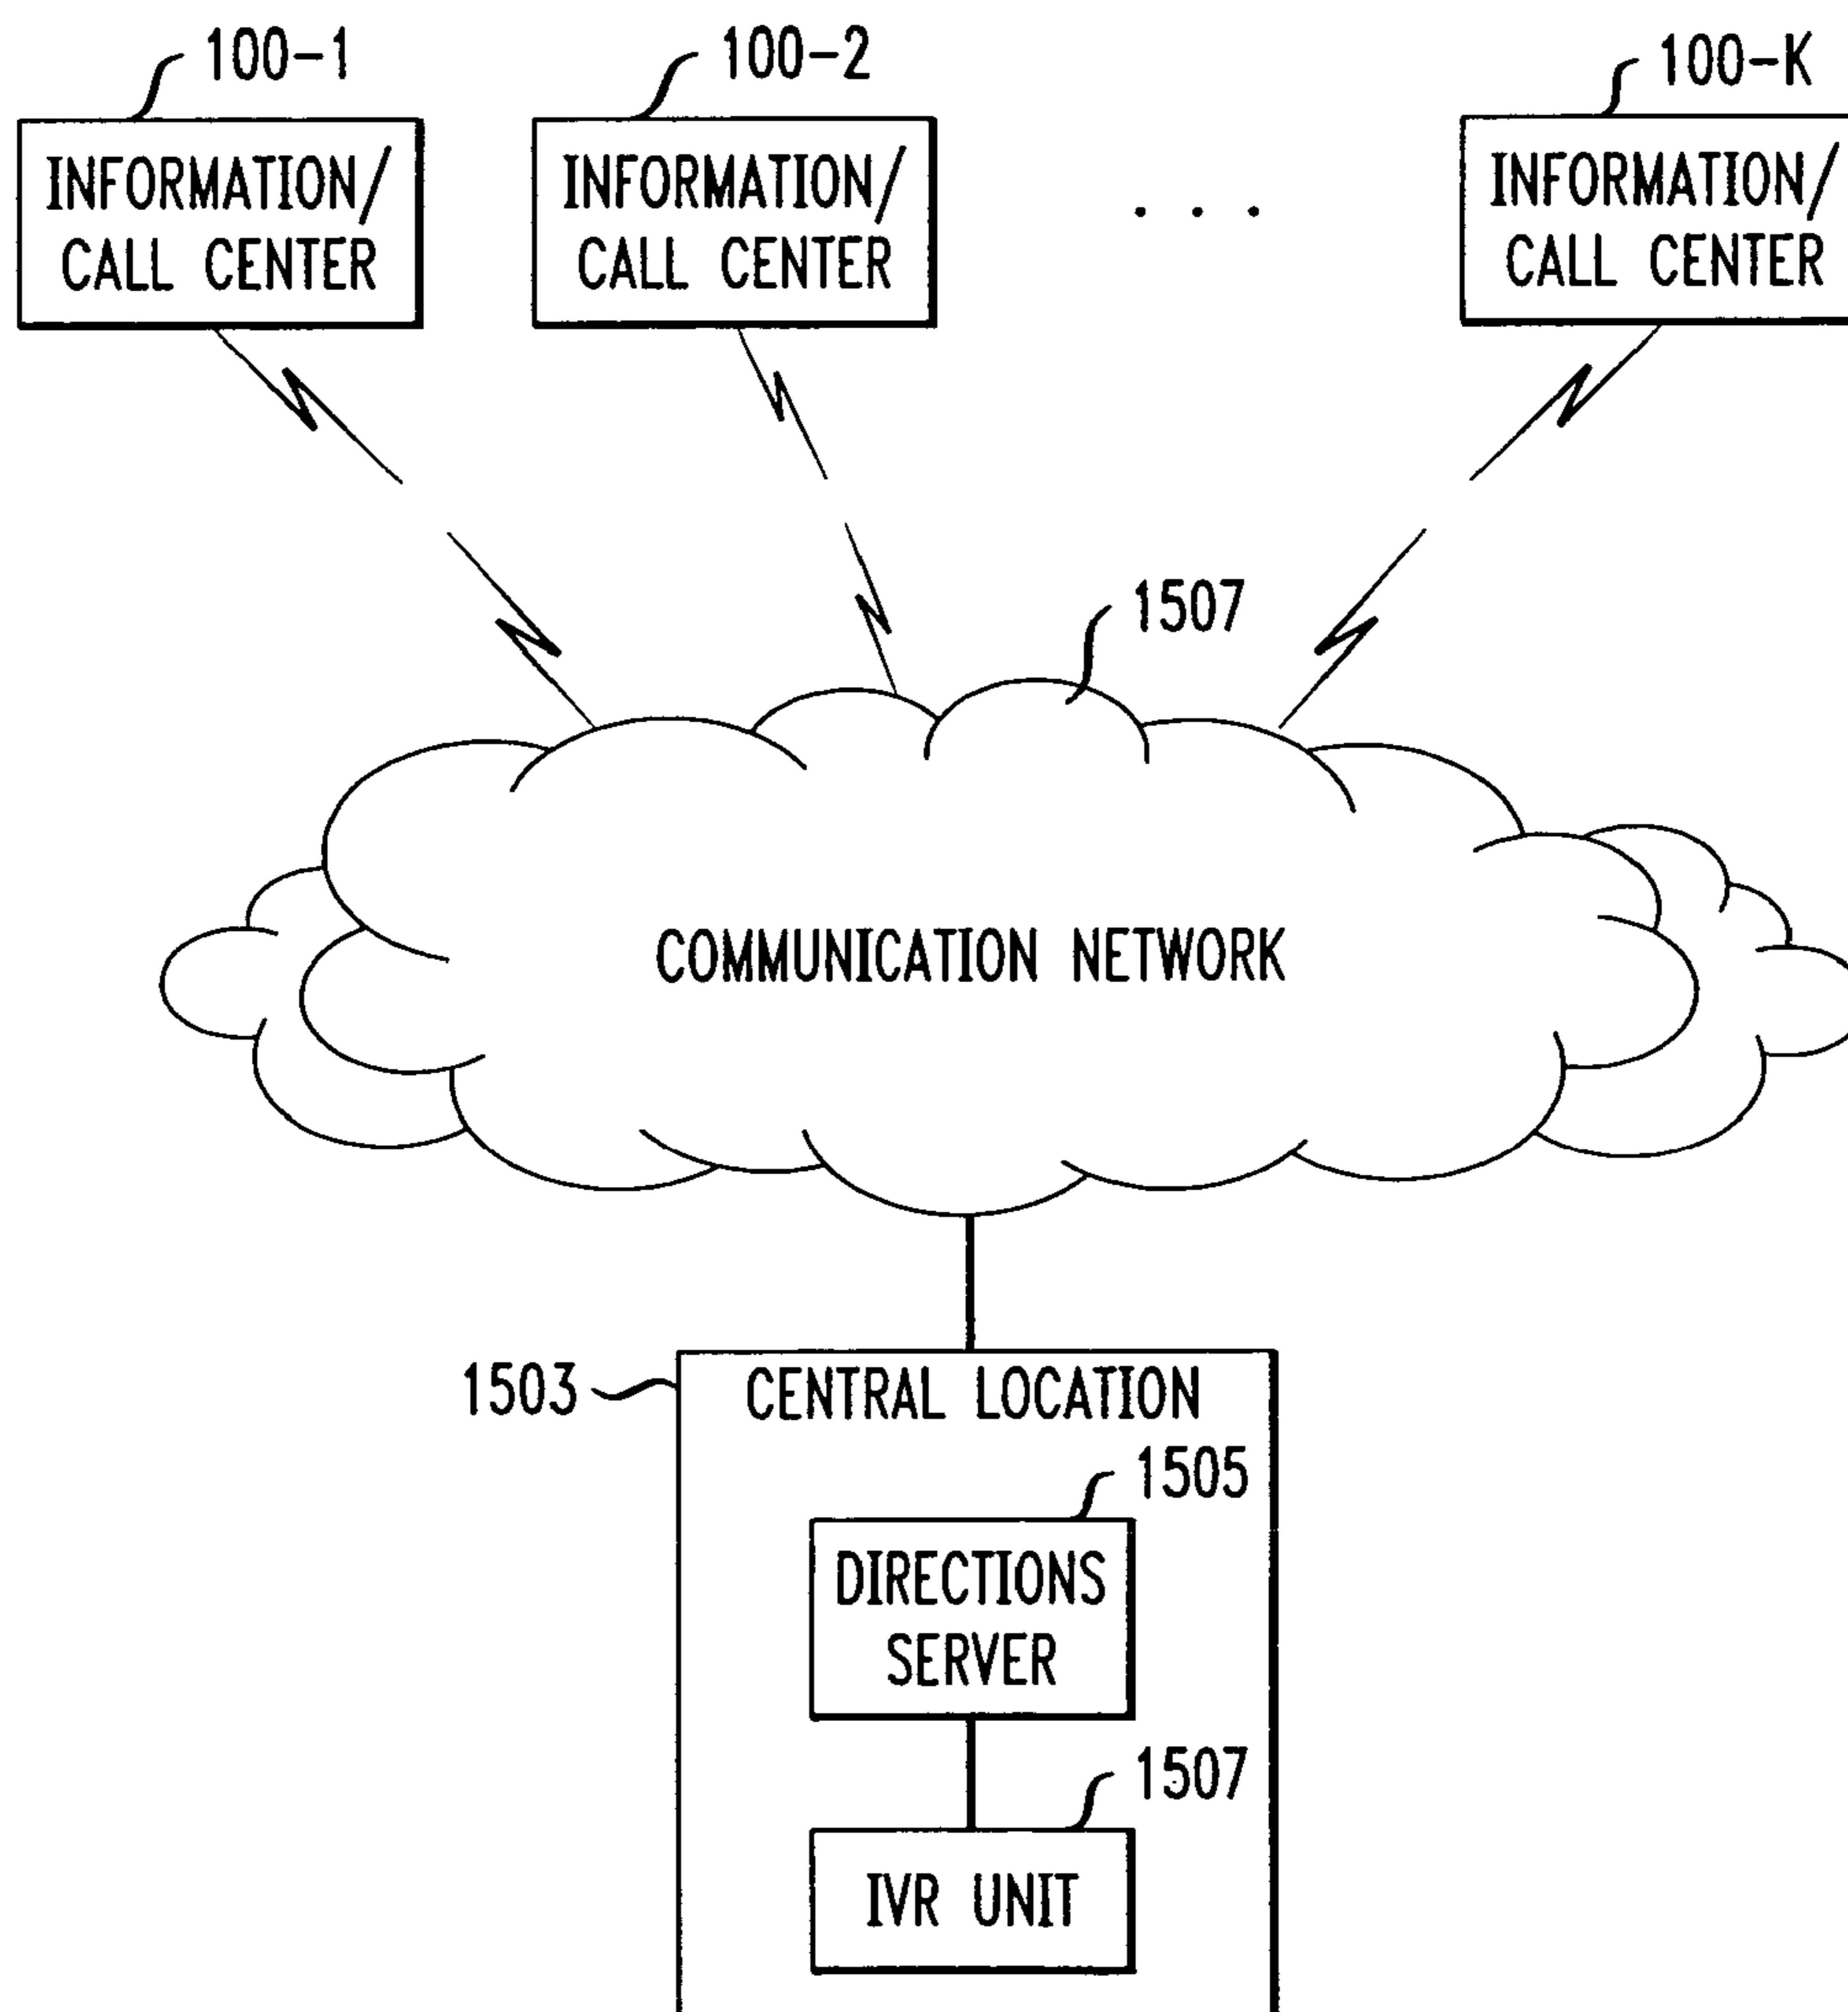 100-1
100-2
100-K
INFORMATION/
CALL CENTER
INFORMATION/
CALL CENTER
. . .
INFORMATION/
CALL CENTER
1507
COMMUNICATION NETWORK
1503
CENTRAL LOCATION
1505
DIRECTIONS
SERVER
1507
IVR UNIT